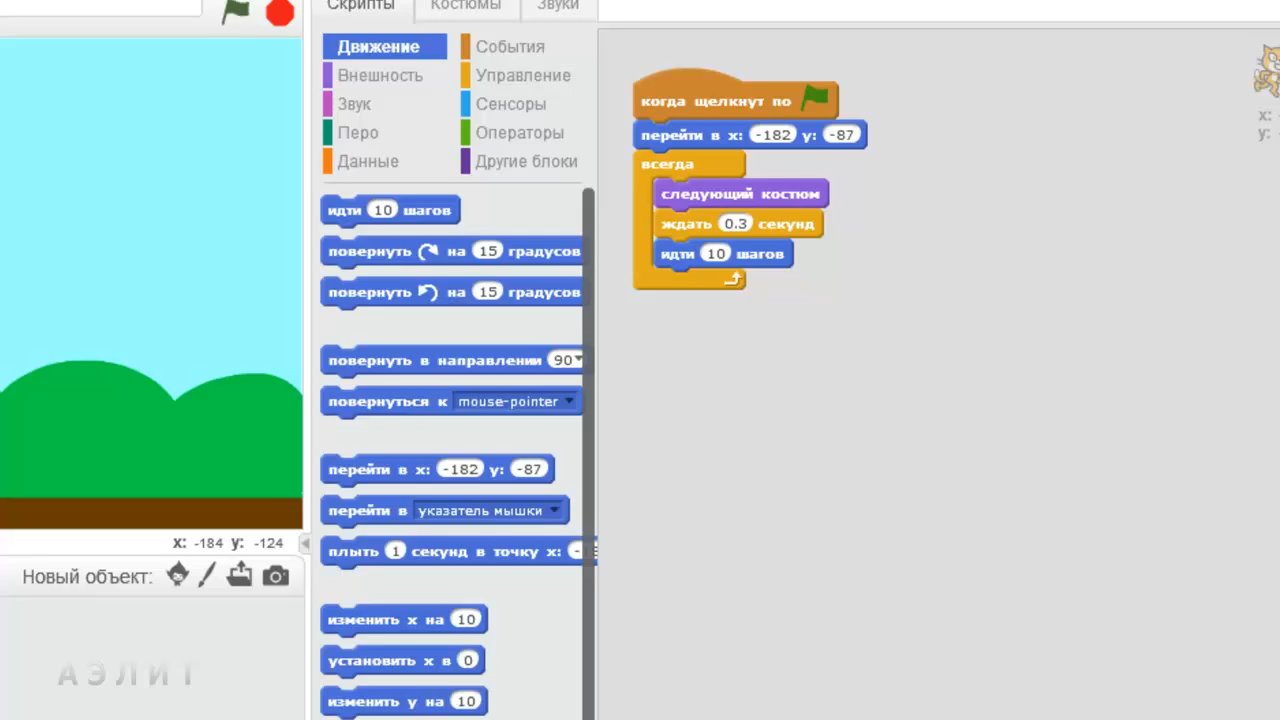 Скрипты Костюмы Звуки
Движение События
Внешность Управление
Звук Сенсоры
Перо Операторы
Данные Другие блоки
идти 10 шагов
повернуть на 15 градусов
повернуть на 15 градусов
повернуть в направлении 90
повернуться к mouse-pointer
перейти в x: -182 y: -87
перейти в указатель мышки
плыть 1 секунд в точку x:
изменить x на 10
установить x в 0
изменить y на 10
когда щелкнут по
перейти в x: -182 y: -87
всегда
следующий костюм
ждать 0.3 секунд
идти 10 шагов
x: -
y:
x: -184 y: -124
Новый объект:
АЭЛИТ